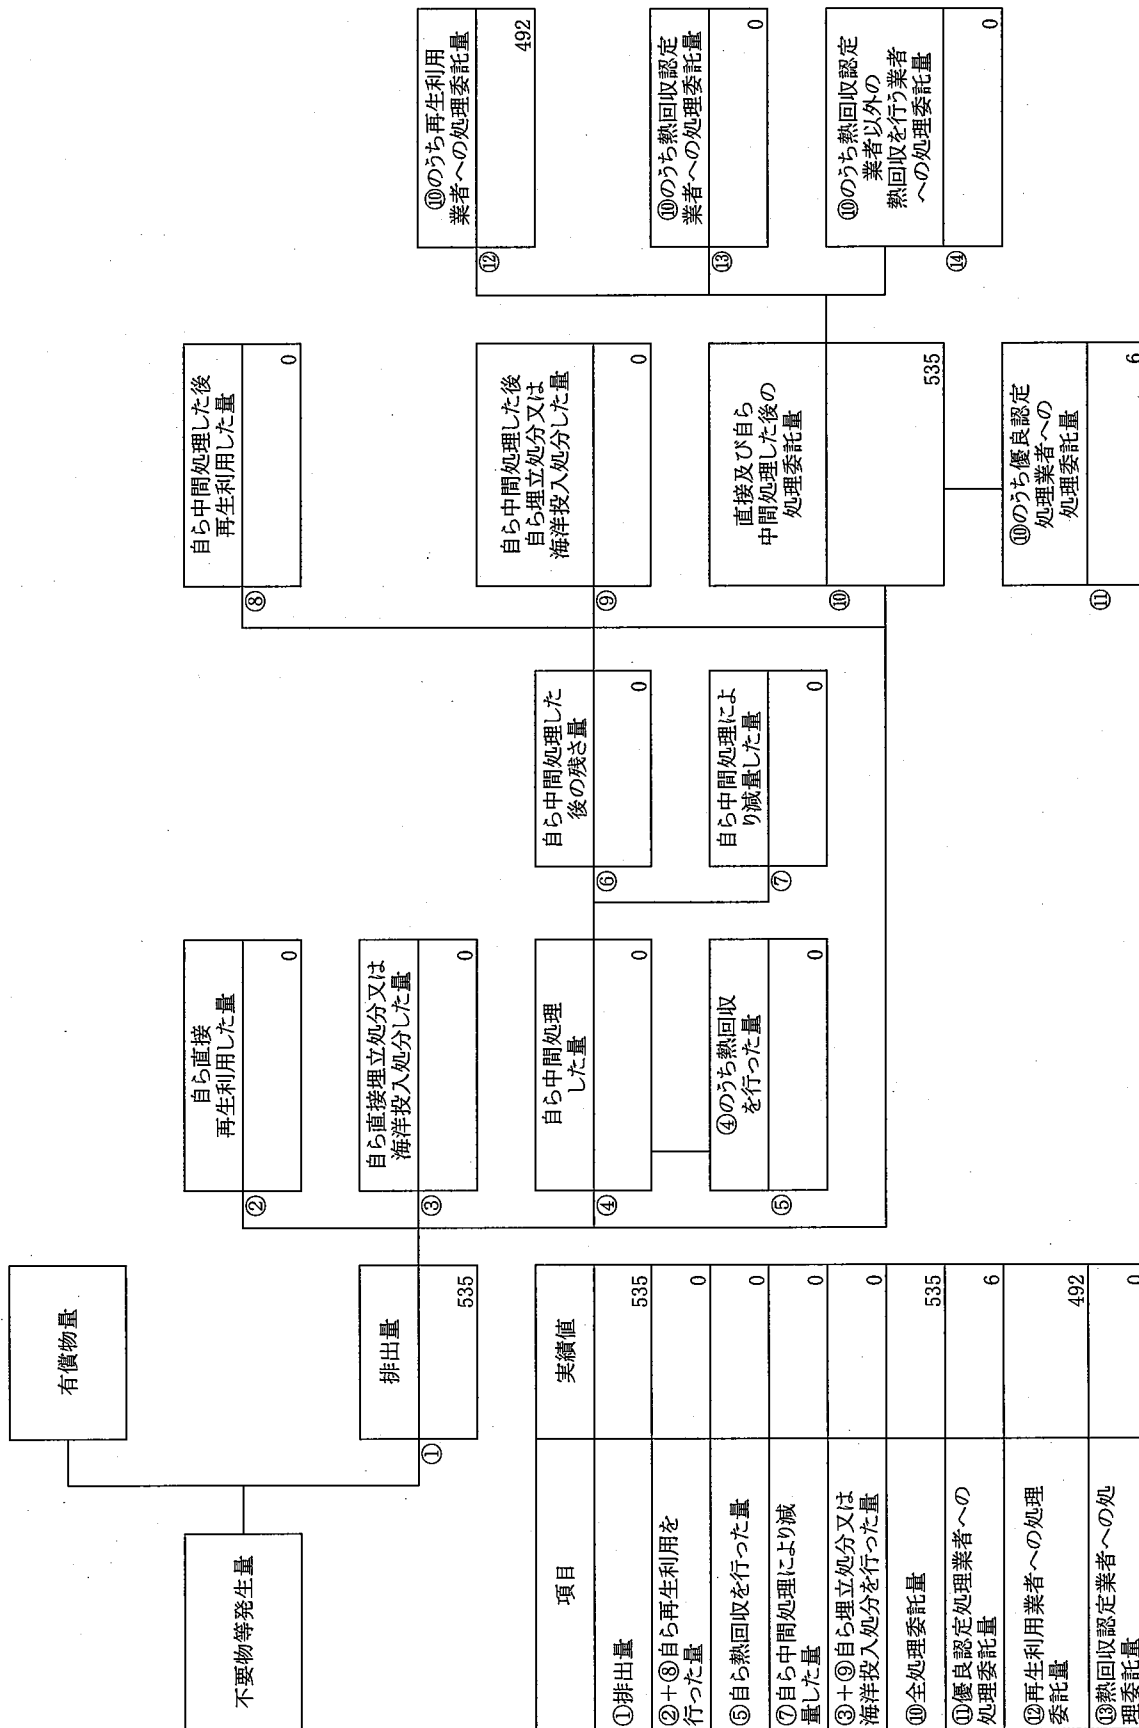 有償物量
不要物等発生量
排出量
①
535
自ら直接
再生利用した量
②
0
自ら直接埋立処分又は
海洋投入処分した量
③
0
自ら中間処理
した量
④
0
④のうち熱回収
を行った量
⑤
0
自ら中間処理した
後の残さ量
⑥
0
自ら中間処理によ
り減量した量
⑦
0
自ら中間処理した後
再生利用した量
⑧
0
自ら中間処理した後
自ら埋立処分又は
海洋投入処分した量
⑨
0
直接及び自ら
中間処理した後の
処理委託量
⑩
535
⑩のうち優良認定
処理業者への
処理委託量
⑪
6
⑩のうち再生利用
業者への処理委託量
⑫
492
⑩のうち熱回収認定
業者への処理委託量
⑬
0
⑩のうち熱回収認定
業者以外の
熱回収を行う業者
への処理委託量
⑭
0
項目 実績値
①排出量 535
②+⑧自ら再生利用を
行った量 0
⑤自ら熱回収を行った量 0
⑦自ら中間処理により減
量した量 0
③+⑨自ら埋立処分又は
海洋投入処分を行った量 0
⑩全処理委託量 535
⑪優良認定処理業者への
処理委託量 6
⑫再生利用業者への処理
委託量 492
⑬熱回収認定業者への処
理委託量 0